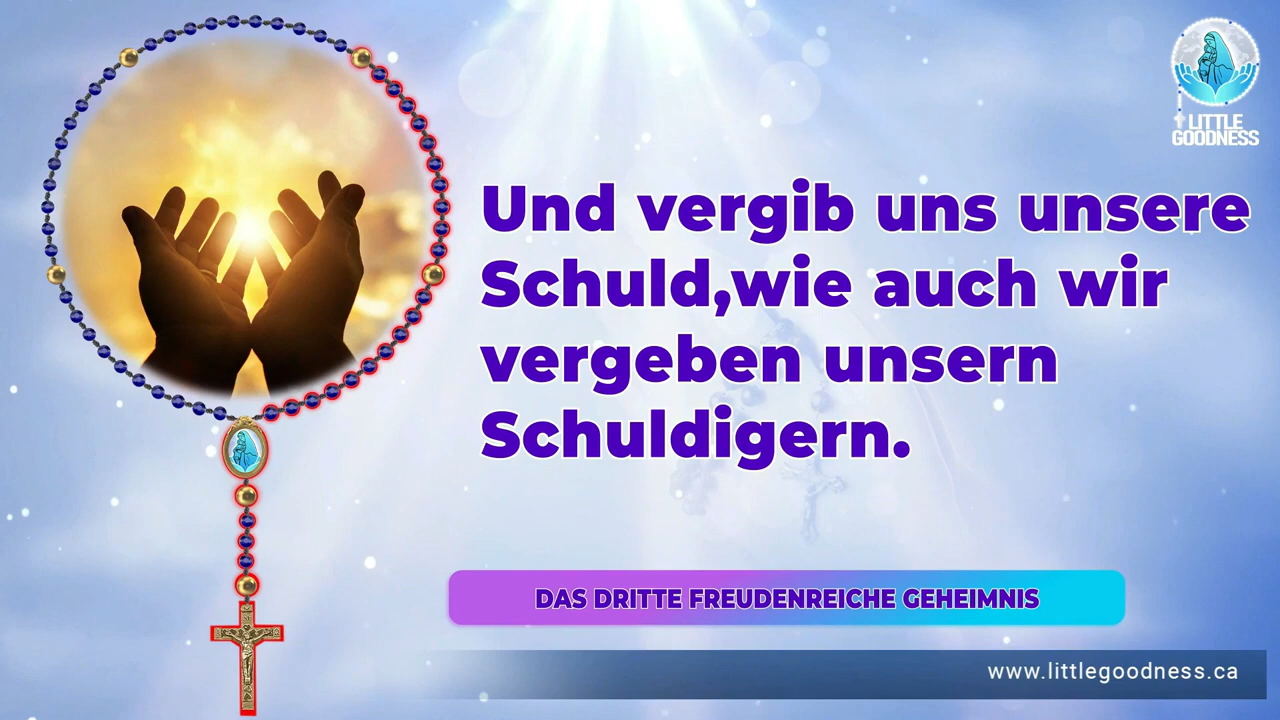 LITTLE
GOODNESS
Und vergib uns unsere
Schuld,wie auch wir
vergeben unsern
Schuldigern.
DAS DRITTE FREUDENREICHE GEHEIMNIS
www.littlegoodness.ca